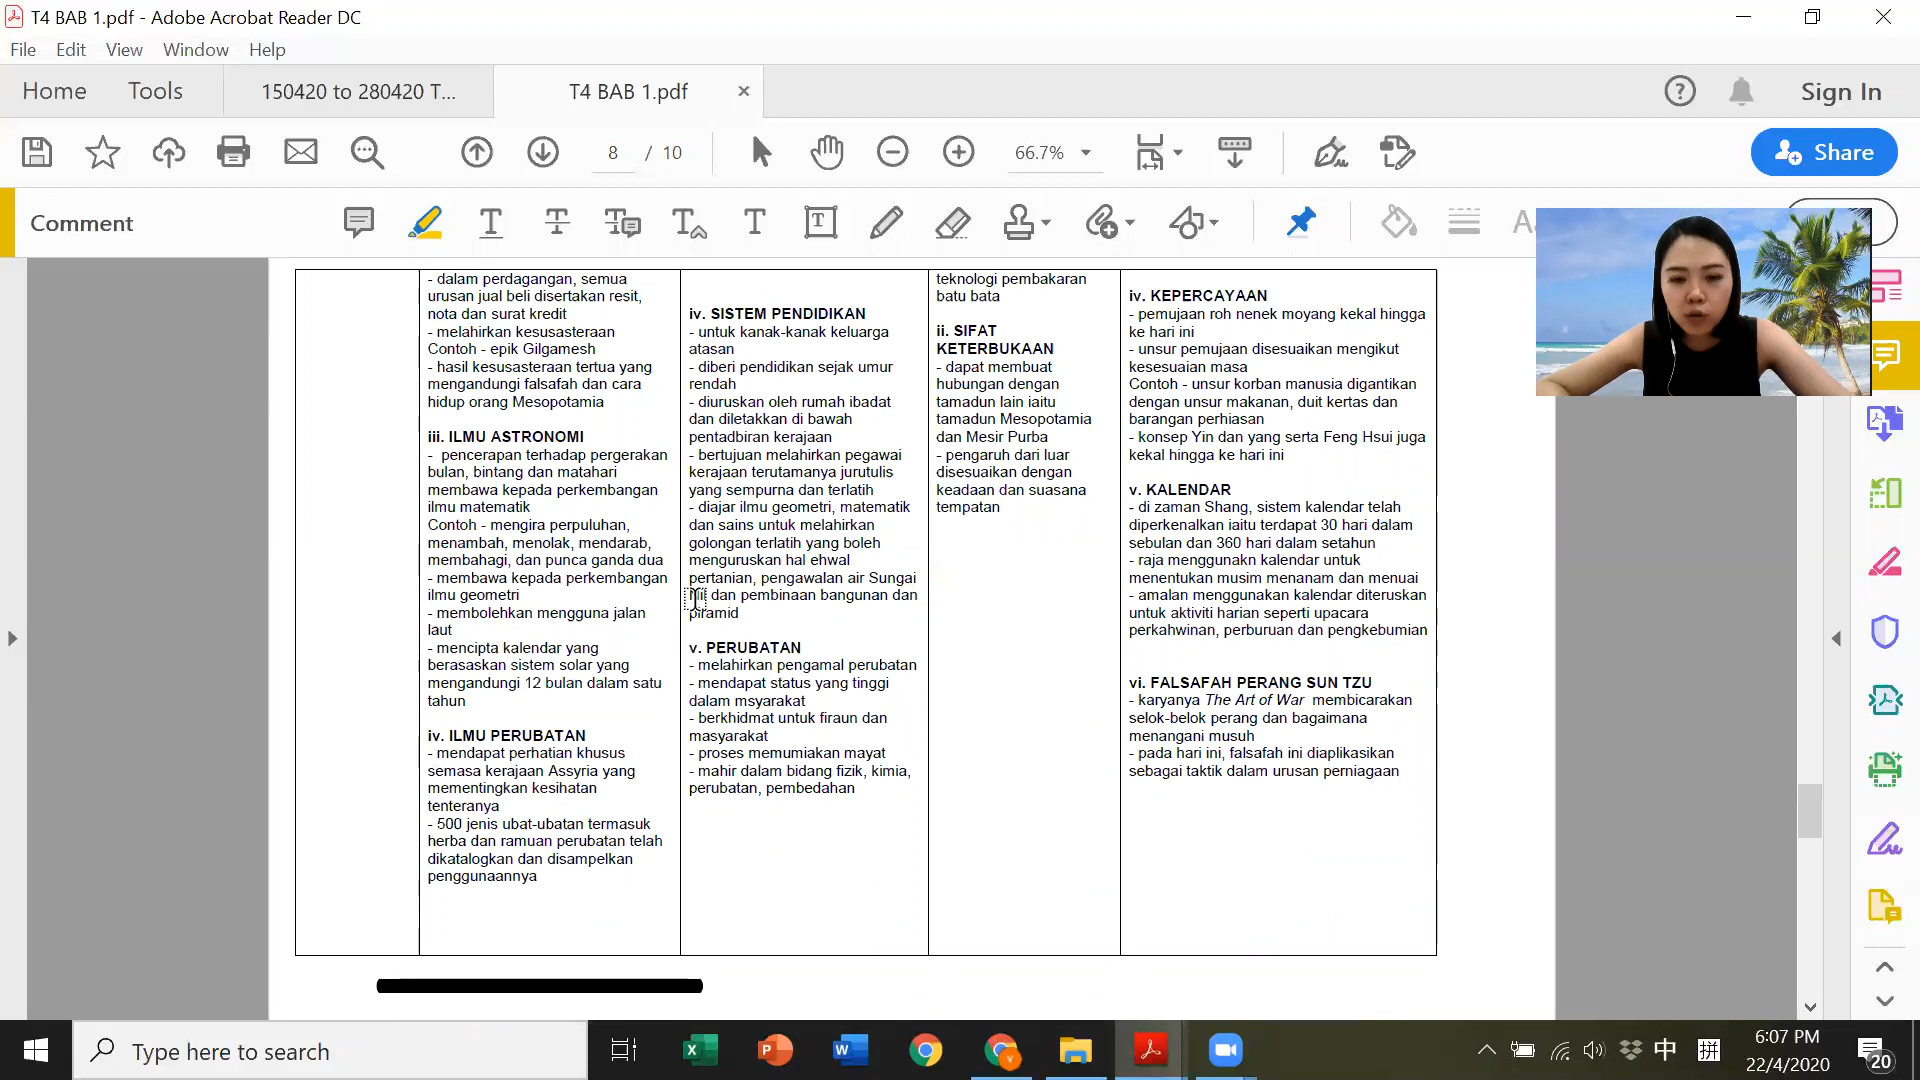 T4 BAB 1.pdf - Adobe Acrobat Reader DC
File Edit View Window Help
Home Tools 150420 to 280420 T... T4 BAB 1.pdf
Sign In
8 / 10
66.7%
Share
Comment
- dalam perdagangan, semua
urusan jual beli disertakan resit,
nota dan surat kredit
- melahirkan kesusasteraan
Contoh - epik Gilgamesh
- hasil kesusasteraan tertua yang
mengandungi falsafah dan cara
hidup orang Mesopotamia
iii. ILMU ASTRONOMI
- pencerapan terhadap pergerakan
bulan, bintang dan matahari
membawa kepada perkembangan
ilmu matematik
Contoh - mengira perpuluhan,
menambah, menolak, mendarab,
membahagi, dan punca ganda dua
- membawa kepada perkembangan
ilmu geometri
- membolehkan mengguna jalan
laut
- mencipta kalendar yang
berasaskan sistem solar yang
mengandungi 12 bulan dalam satu
tahun
iv. ILMU PERUBATAN
- mendapat perhatian khusus
semasa kerajaan Assyria yang
mementingkan kesihatan
tenteranya
- 500 jenis ubat-ubatan termasuk
herba dan ramuan perubatan telah
dikatalogkan dan disampelkan
penggunaannya
iv. SISTEM PENDIDIKAN
- untuk kanak-kanak keluarga
atasan
- diberi pendidikan sejak umur
rendah
- diuruskan oleh rumah ibadat
dan diletakkan di bawah
pentadbiran kerajaan
- bertujuan melahirkan pegawai
kerajaan terutamanya jurutulis
yang sempurna dan terlatih
- diajar ilmu geometri, matematik
dan sains untuk melahirkan
golongan terlatih yang boleh
menguruskan hal ehwal
pertanian, pengawalan air Sungai
Nil dan pembinaan bangunan dan
piramid
v. PERUBATAN
- melahirkan pengamal perubatan
- mendapat status yang tinggi
dalam msyarakat
- berkhidmat untuk firaun dan
masyarakat
- proses memumiakan mayat
- mahir dalam bidang fizik, kimia,
perubatan, pembedahan
teknologi pembakaran
batu bata
ii. SIFAT
KETERBUKAAN
- dapat membuat
hubungan dengan
tamadun lain iaitu
tamadun Mesopotamia
dan Mesir Purba
- pengaruh dari luar
disesuaikan dengan
keadaan dan suasana
tempatan
iv. KEPERCAYAAN
- pemujaan roh nenek moyang kekal hingga
ke hari ini
- unsur pemujaan disesuaikan mengikut
kesesuaian masa
Contoh - unsur korban manusia digantikan
dengan unsur makanan, duit kertas dan
barangan perhiasan
- konsep Yin dan yang serta Feng Hsui juga
kekal hingga ke hari ini
v. KALENDAR
- di zaman Shang, sistem kalendar telah
diperkenalkan iaitu terdapat 30 hari dalam
sebulan dan 360 hari dalam setahun
- raja menggunakn kalendar untuk
menentukan musim menanam dan menuai
- amalan menggunakan kalendar diteruskan
untuk aktiviti harian seperti upacara
perkahwinan, perburuan dan pengkebumian
vi. FALSAFAH PERANG SUN TZU
- karyanya The Art of War membicarakan
selok-belok perang dan bagaimana
menangani musuh
- pada hari ini, falsafah ini diaplikasikan
sebagai taktik dalam urusan perniagaan
Type here to search
中 拼
6:07 PM
22/4/2020
20